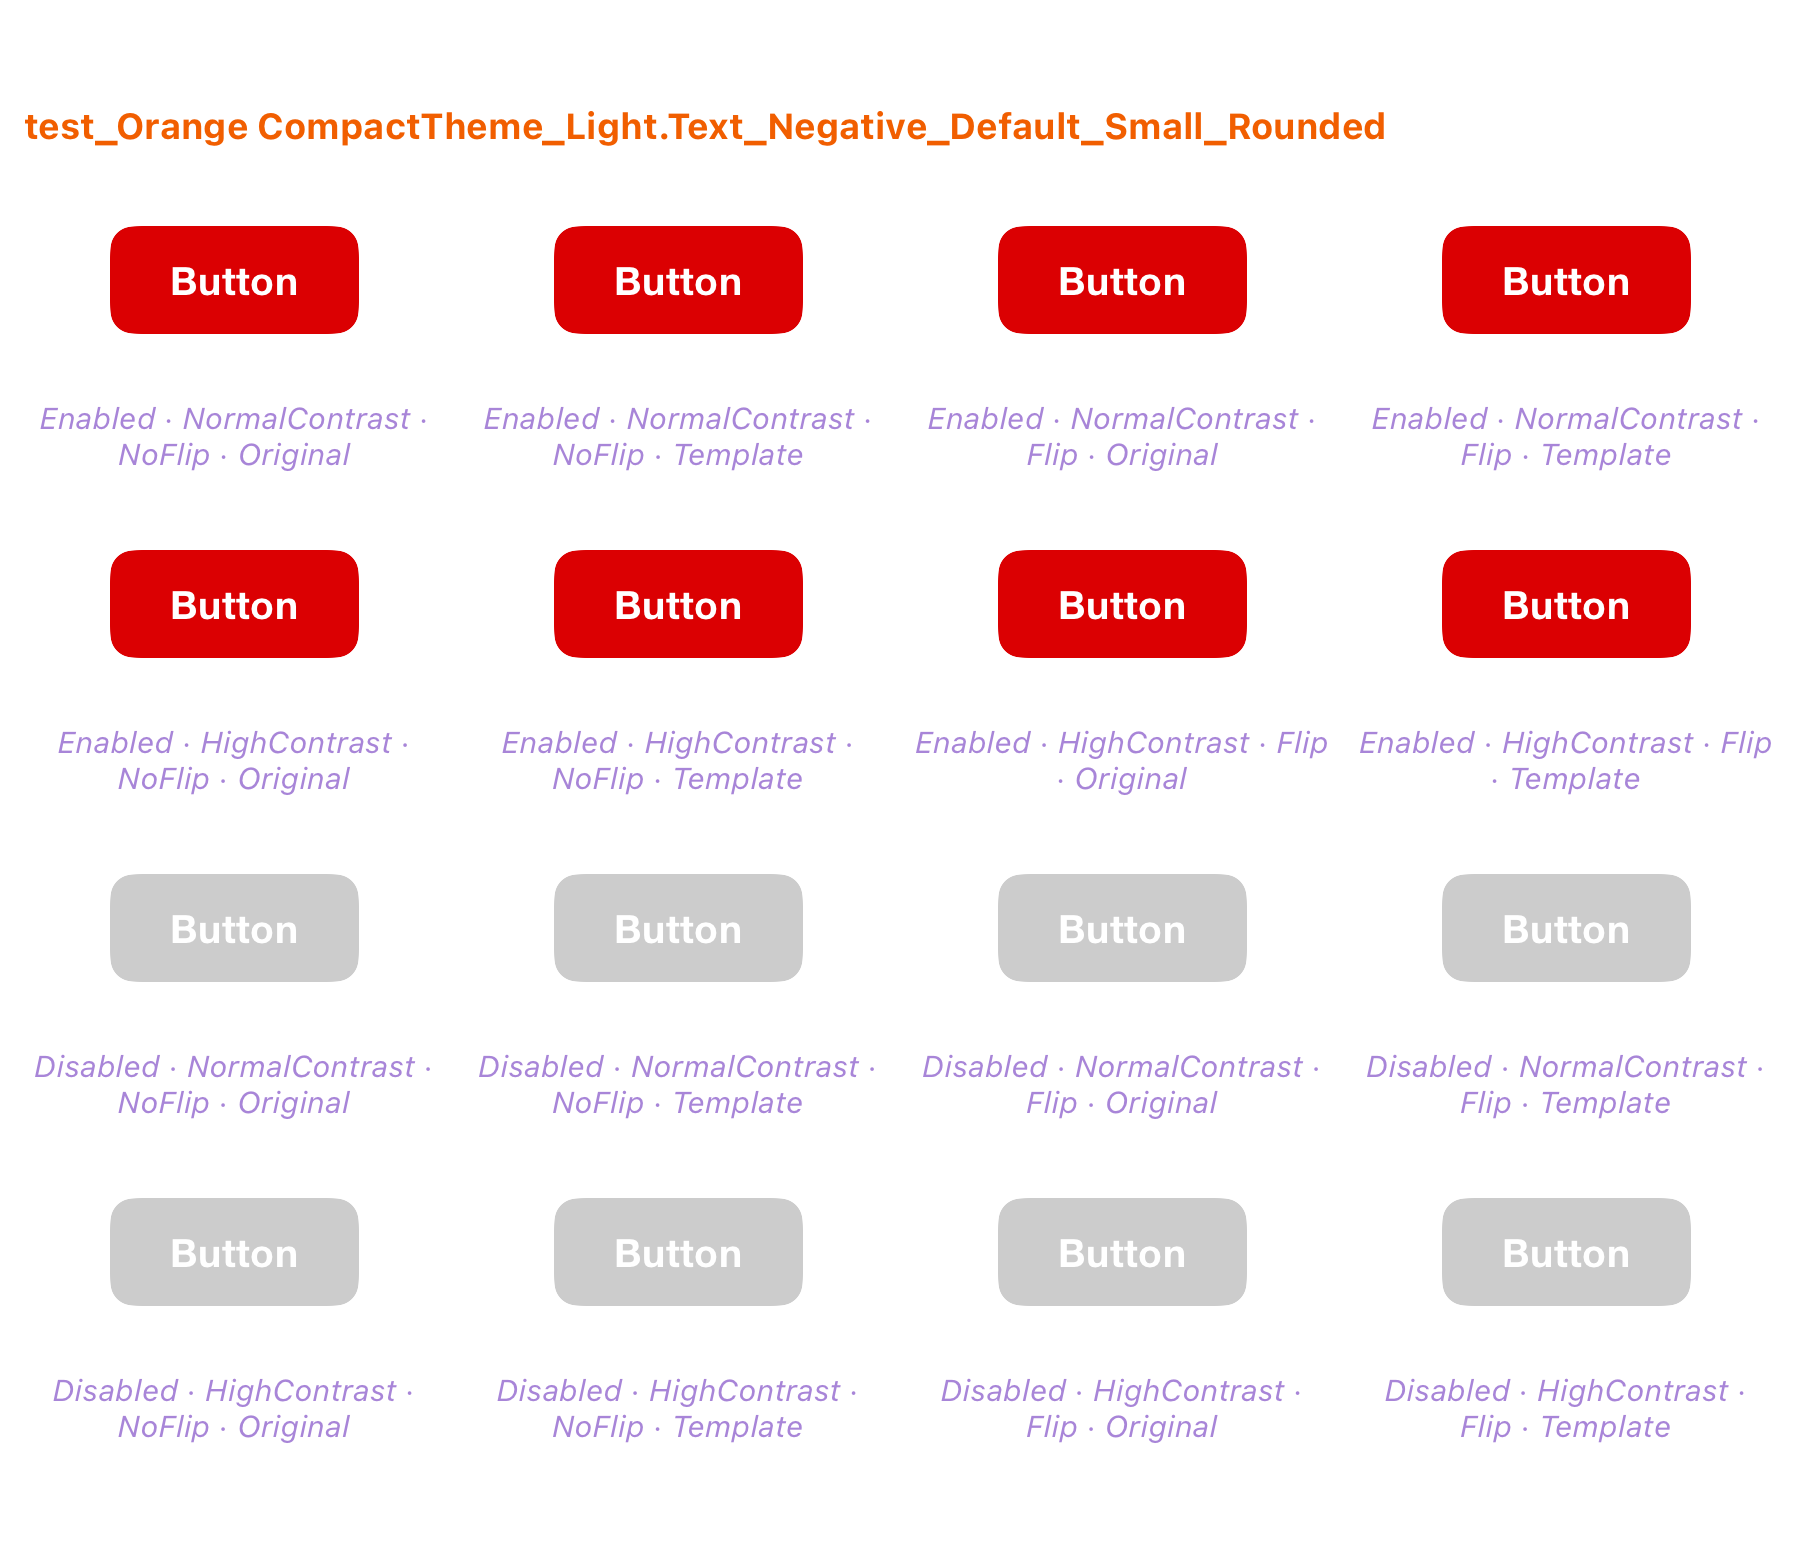 test_Orange CompactTheme_Light.Text_Negative_Default_Small_Rounded
Button
Button
Button
Button
Enabled · NormalContrast ·
NoFlip · Original
Enabled · NormalContrast ·
NoFlip · Template
Enabled · NormalContrast ·
Flip · Original
Enabled · NormalContrast ·
Flip · Template
Button
Button
Button
Button
Enabled · HighContrast ·
NoFlip · Original
Enabled · HighContrast ·
NoFlip · Template
Enabled · HighContrast · Flip
· Original
Enabled · HighContrast · Flip
· Template
Button
Button
Button
Button
Disabled · NormalContrast ·
NoFlip · Original
Disabled · NormalContrast ·
NoFlip · Template
Disabled · NormalContrast ·
Flip · Original
Disabled · NormalContrast ·
Flip · Template
Button
Button
Button
Button
Disabled · HighContrast ·
NoFlip · Original
Disabled · HighContrast ·
NoFlip · Template
Disabled · HighContrast ·
Flip · Original
Disabled · HighContrast ·
Flip · Template